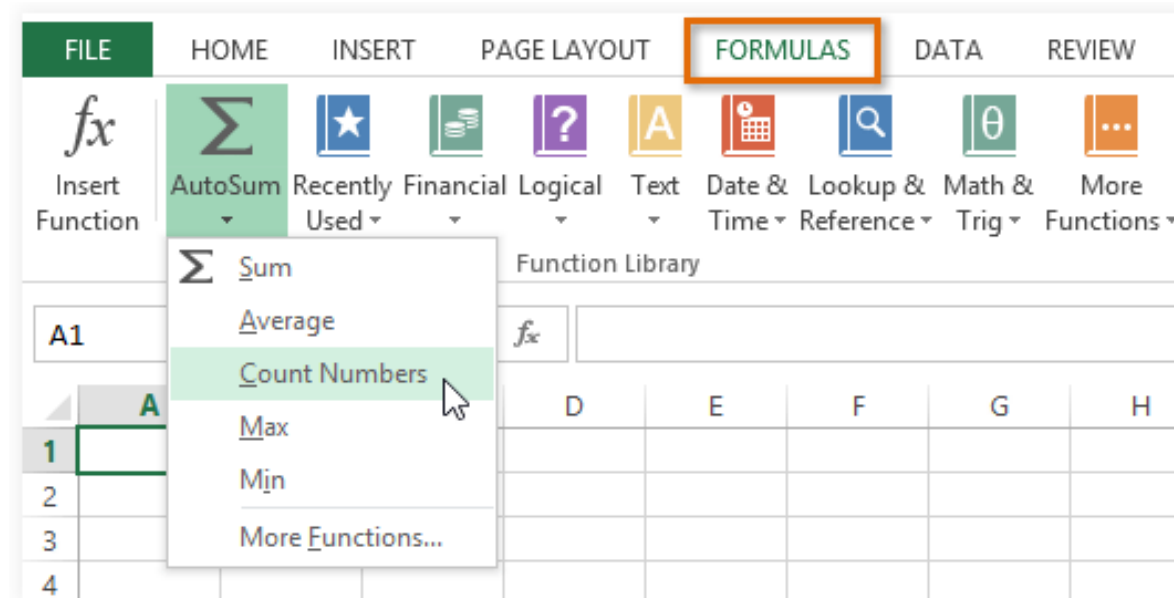 FILE HOME INSERT PAGE LAYOUT FORMULAS DATA REVIEW
fx Σ ? A θ ...
Insert AutoSum Recently Financial Logical Text Date & Lookup & Math & More
Function Used Time Reference Trig Functions
Function Library
Σ Sum
Average
Count Numbers
Max
Min
More Functions...
A1 fx
A D E F G H
1
2
3
4